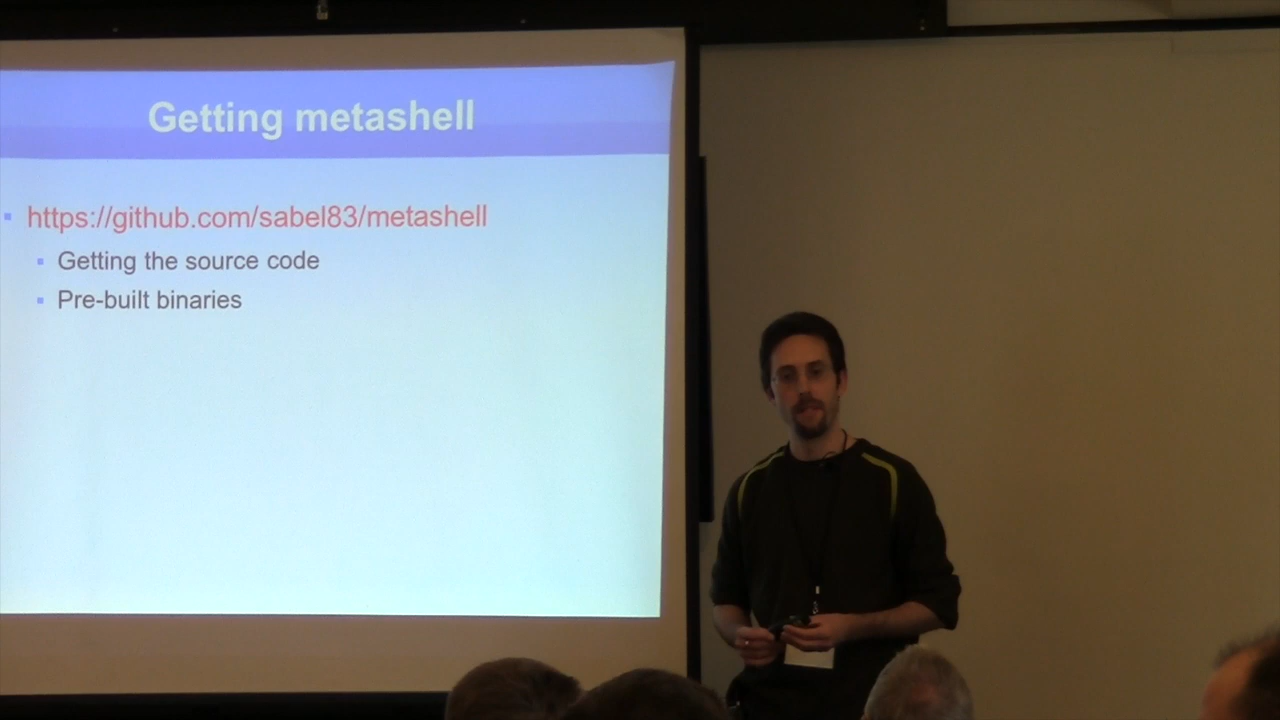 Getting metashell
https://github.com/sabel83/metashell
Getting the source code
Pre-built binaries